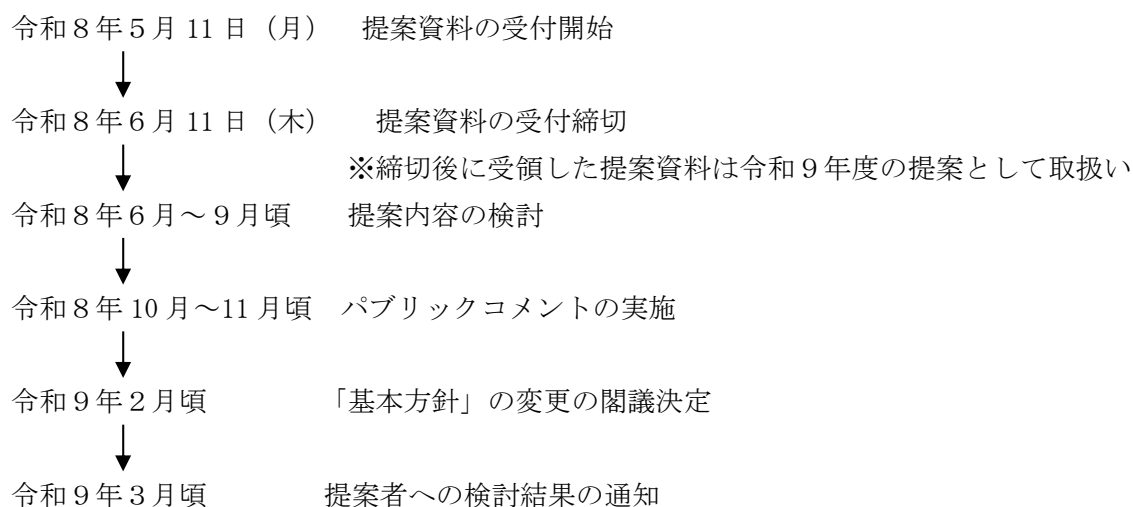 令和８年５月 11 日（月）　提案資料の受付開始
令和８年６月 11 日（木）　　提案資料の受付締切
※締切後に受領した提案資料は令和９年度の提案として取扱い
令和８年６月～９月頃　　提案内容の検討
令和８年 10 月～11 月頃　パブリックコメントの実施
令和９年２月頃　　　　「基本方針」の変更の閣議決定
令和９年３月頃　　　　提案者への検討結果の通知